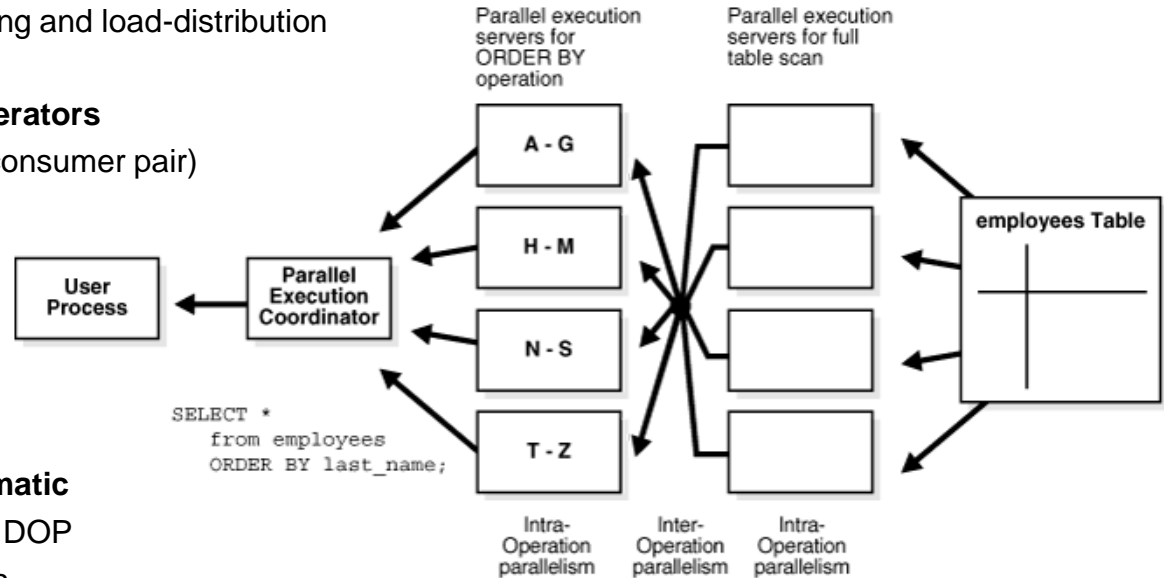 ng and load-distribution
erators
consumer pair)
matic
DOP
Parallel execution
servers for
ORDER BY
operation
Parallel execution
servers for full
table scan
A - G
H - M
N - S
T - Z
employees Table
User
Process
Parallel
Execution
Coordinator
SELECT *
from employees
ORDER BY last_name;
Intra-
Operation
parallelism
Inter-
Operation
parallelism
Intra-
Operation
parallelism